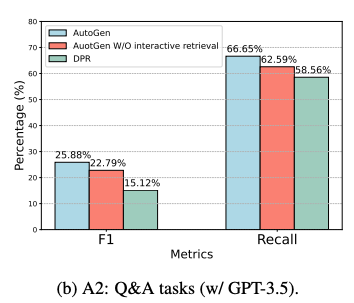 80
70
60
50
40
30
20
10
0
Percentage (%)
AutoGen
AuotGen W/O interactive retrieval
DPR
25.88%
22.79%
15.12%
66.65%
62.59%
58.56%
F1
Recall
Metrics
(b) A2: Q&A tasks (w/ GPT-3.5).